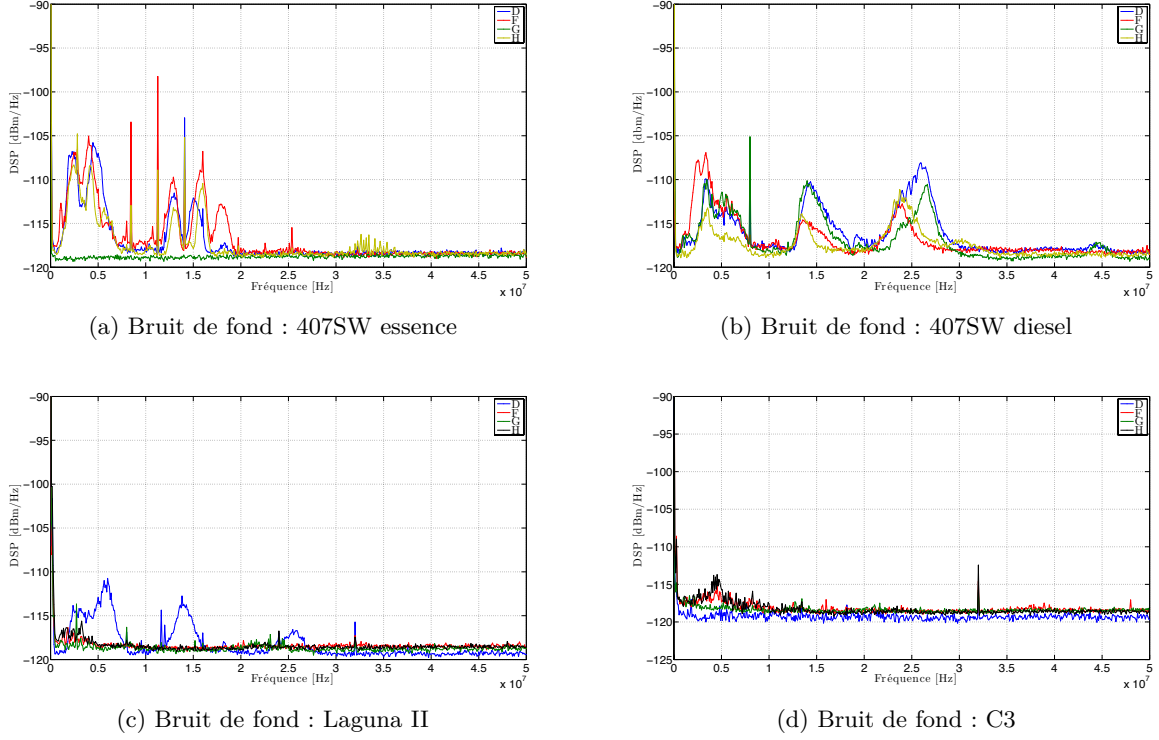 −90
−95
−100
−105
−110
−115
−120
DSP [dBm/Hz]
D
F
G
H
0 0.5 1 1.5 2 2.5 3 3.5 4 4.5 5
Fréquence [Hz]
x 10^7
(a) Bruit de fond : 407SW essence
−90
−95
−100
−105
−110
−115
−120
DSP [dbm/Hz]
D
F
G
H
0 0.5 1 1.5 2 2.5 3 3.5 4 4.5 5
Fréquence [Hz]
x 10^7
(b) Bruit de fond : 407SW diesel
−90
−95
−100
−105
−110
−115
−120
DSP [dBm/Hz]
D
F
G
H
0 0.5 1 1.5 2 2.5 3 3.5 4 4.5 5
Fréquence [Hz]
x 10^7
(c) Bruit de fond : Laguna II
−90
−95
−100
−105
−110
−115
−120
−125
DSP [dBm/Hz]
D
F
G
H
0 0.5 1 1.5 2 2.5 3 3.5 4 4.5 5
Fréquence [Hz]
x 10^7
(d) Bruit de fond : C3